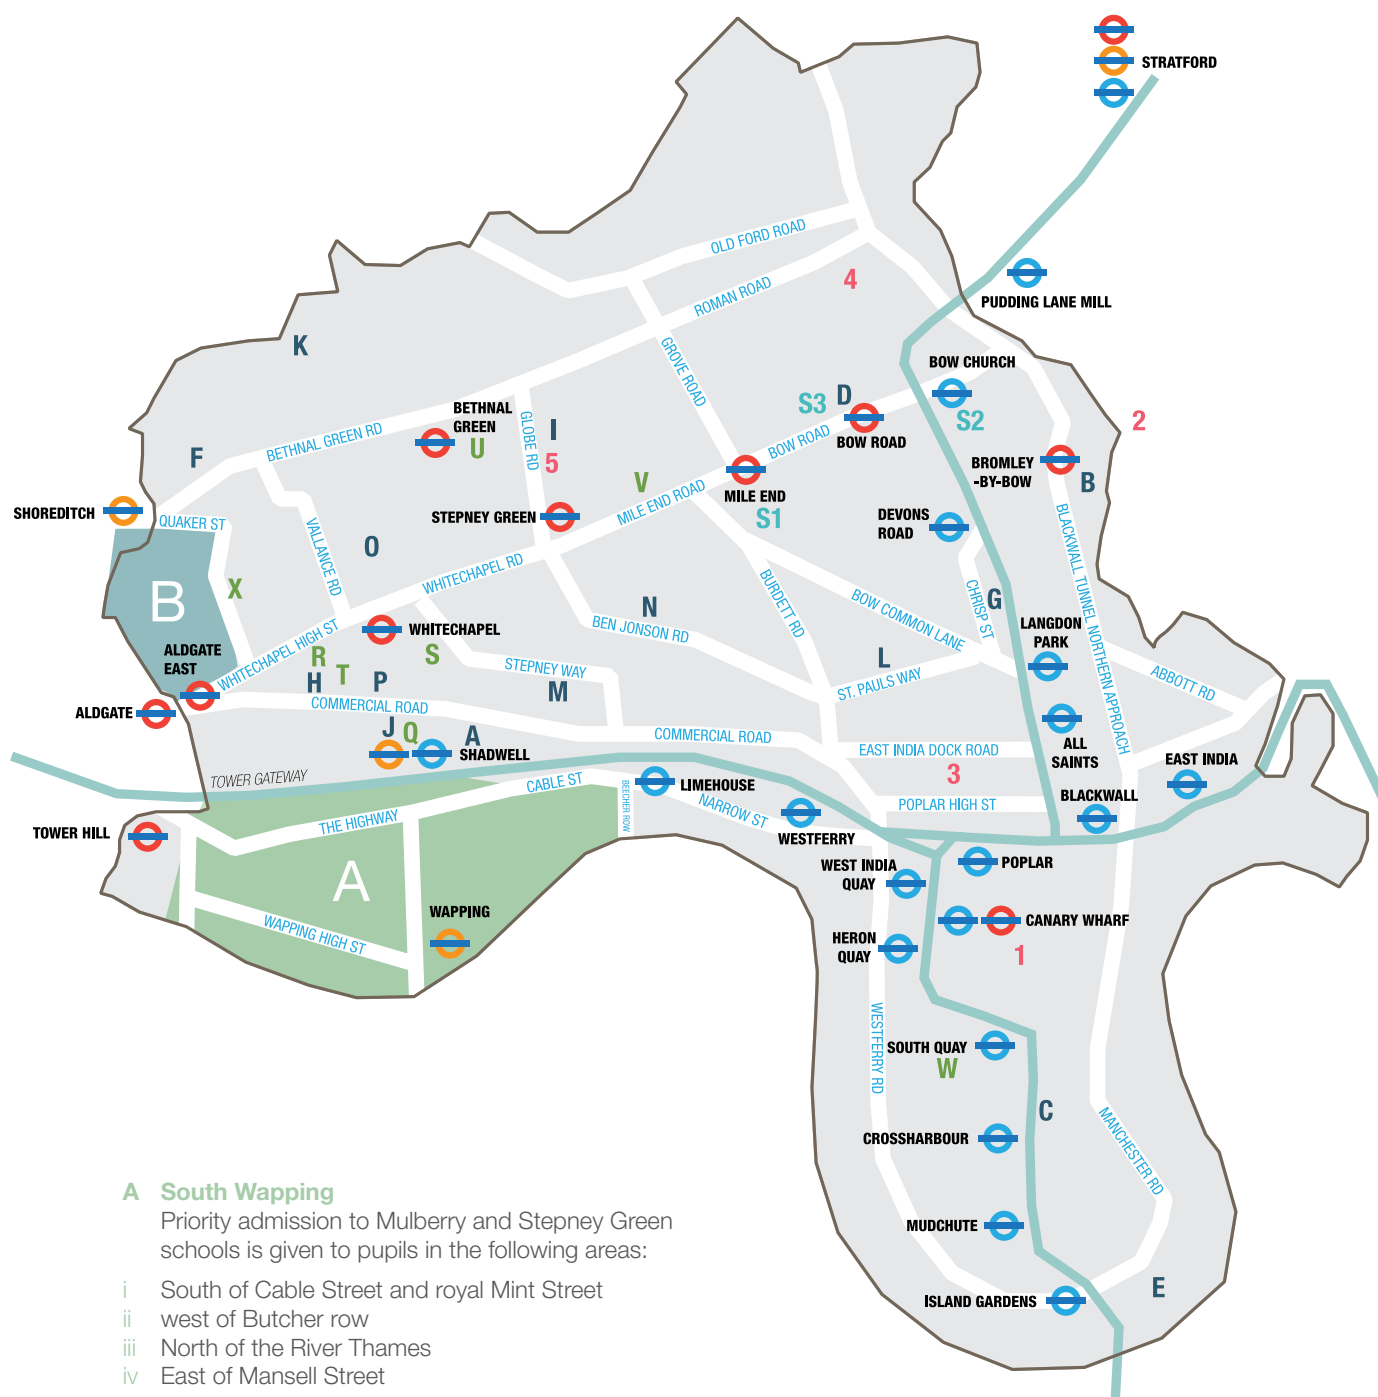 STRATFORD
OLD FORD ROAD
PUDDING LANE MILL
4
ROMAN ROAD
K
GROVE ROAD
BOW CHURCH
S3
D
S2
2
BETHNAL
GREEN
GLOBE RD
I
BOW ROAD
BOW ROAD
F
BETHNAL GREEN RD
U
5
BROMLEY
-BY-BOW
B
V
MILE END
SHOREDITCH
QUAKER ST
STEPNEY GREEN
MILE END ROAD
S1
DEVONS
ROAD
BLACKWALL TUNNEL NORTHERN APPROACH
VALLANCE RD
O
WHITECHAPEL RD
X
B
BURDETT RD
BOW COMMON LANE
CHRISP ST
G
N
BEN JONSON RD
LANGDON
PARK
WHITECHAPEL
ALDGATE
EAST
WHITECHAPEL HIGH ST
R
S
T
H
P
STEPNEY WAY
M
L
ST. PAULS WAY
ABBOTT RD
ALDGATE
COMMERCIAL ROAD
J
Q
A
SHADWELL
COMMERCIAL ROAD
EAST INDIA DOCK ROAD
ALL
SAINTS
EAST INDIA
3
TOWER GATEWAY
CABLE ST
BEECHER ROW
LIMEHOUSE
NARROW ST
POPLAR HIGH ST
BLACKWALL
TOWER HILL
THE HIGHWAY
WESTFERRY
A
WEST INDIA
QUAY
POPLAR
WAPPING
CANARY WHARF
WAPPING HIGH ST
HERON
QUAY
1
WESTFERRY RD
SOUTH QUAY
W
C
CROSSHARBOUR
MANCHESTER RD
MUDCHUTE
E
ISLAND GARDENS
A South Wapping
Priority admission to Mulberry and Stepney Green
schools is given to pupils in the following areas:
i South of Cable Street and royal Mint Street
ii west of Butcher row
iii North of the River Thames
iv East of Mansell Street